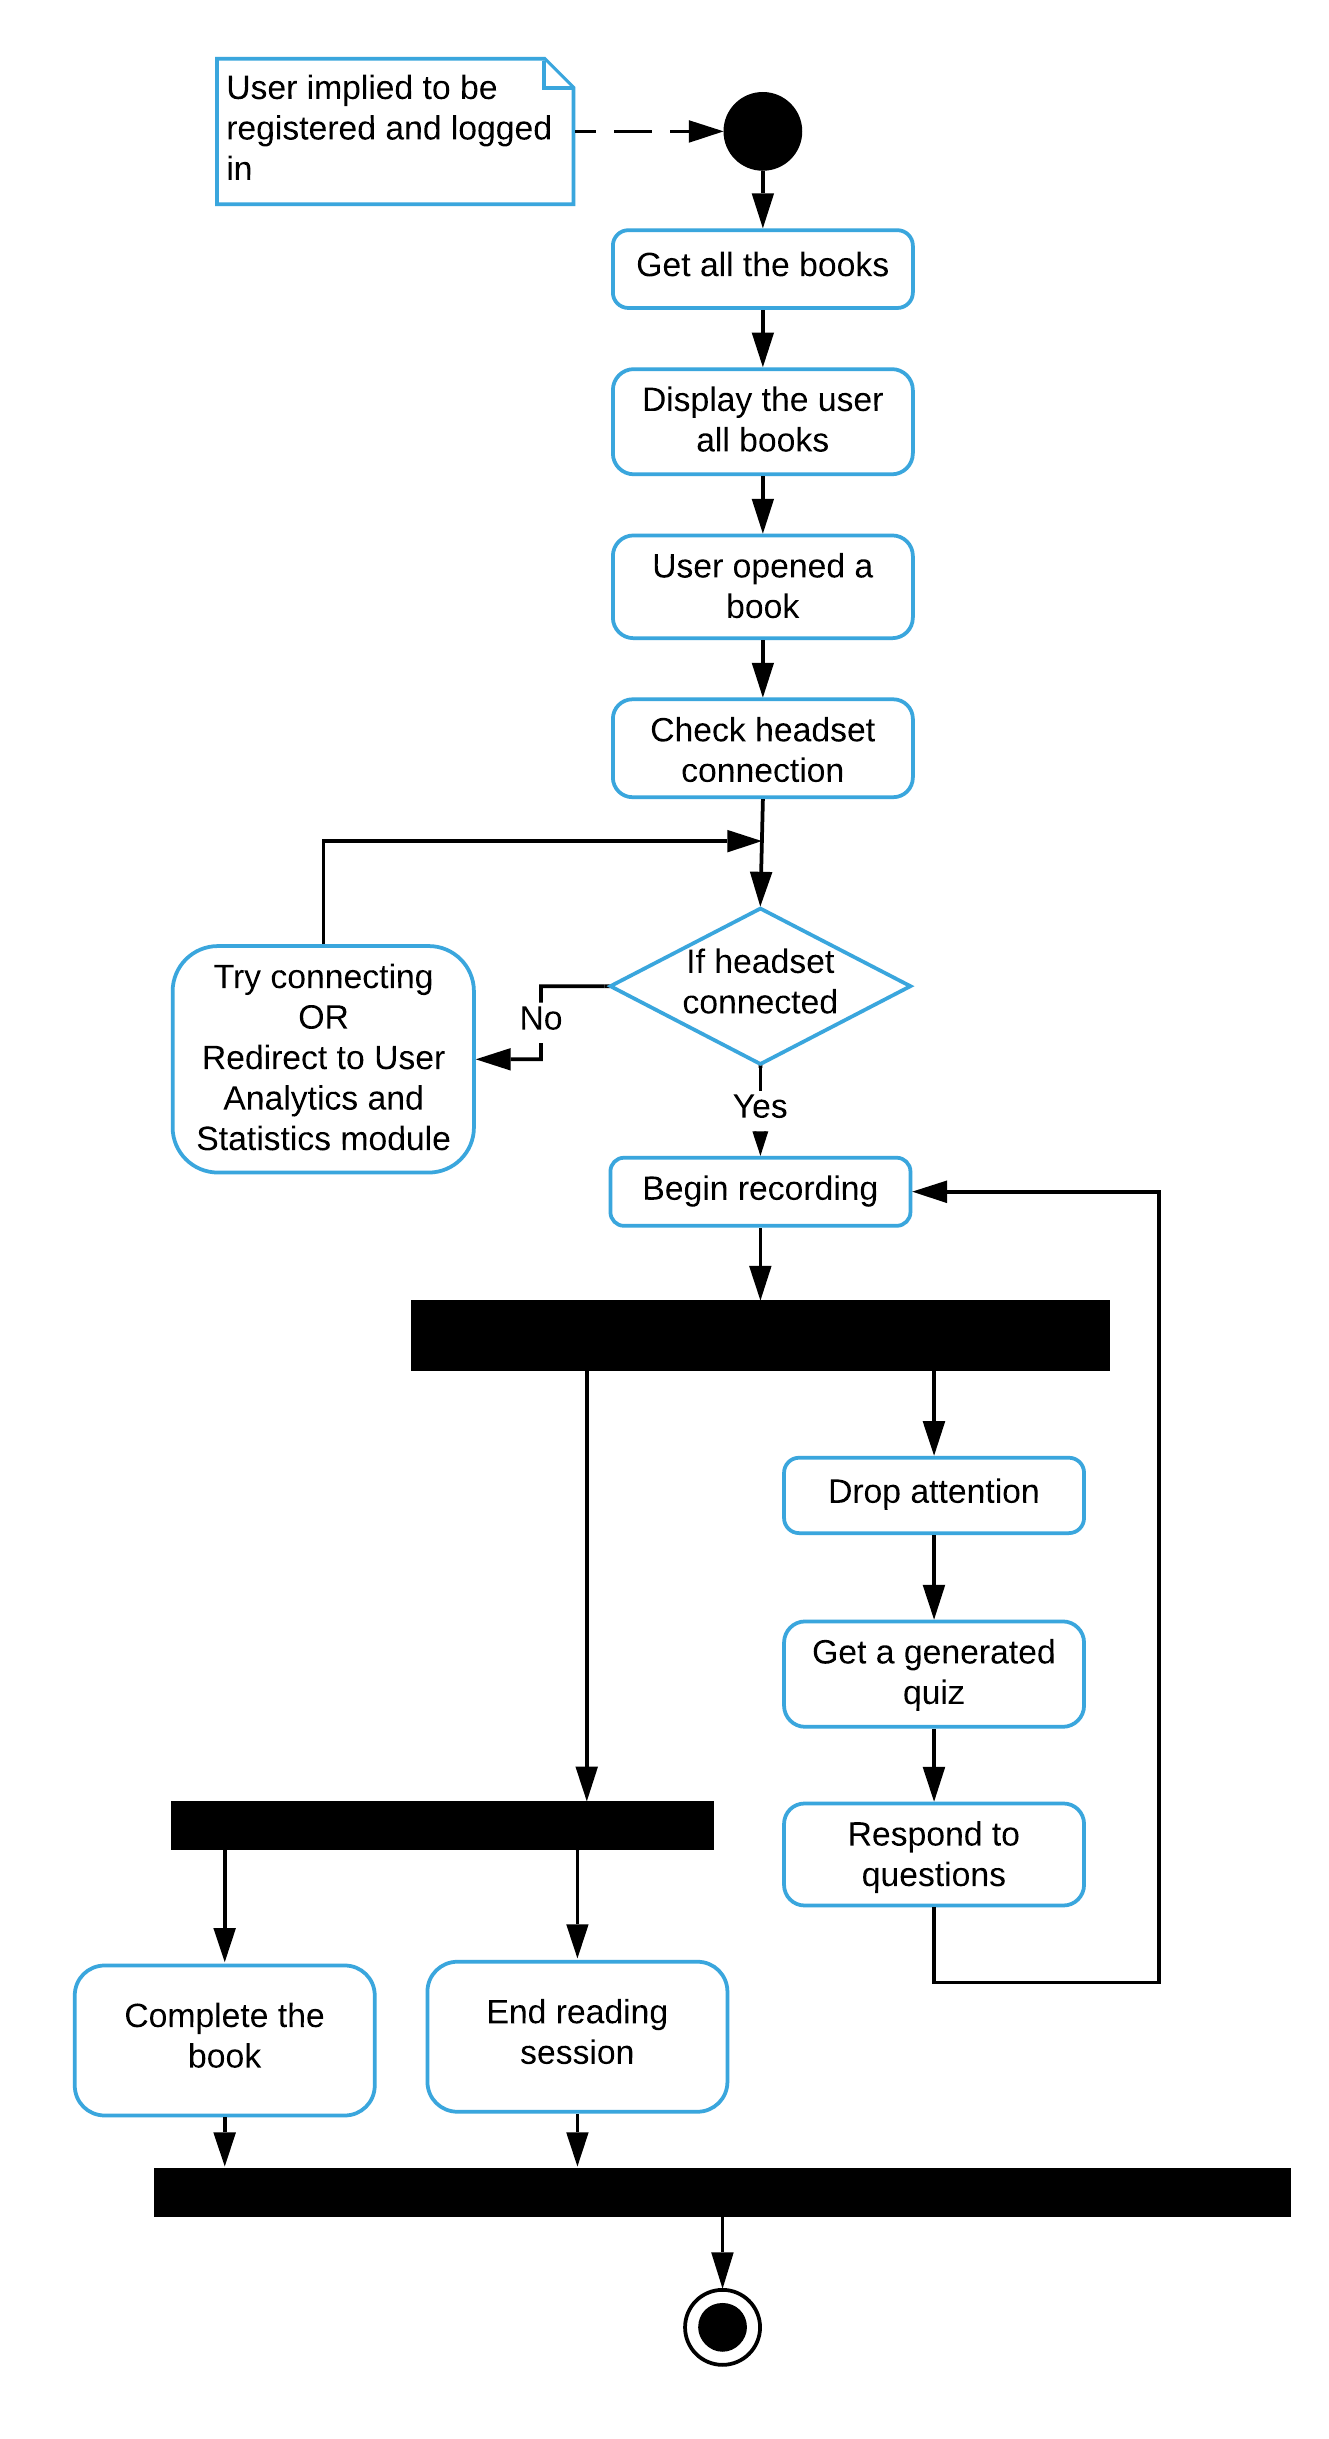 User implied to be
registered and logged
in
Get all the books
Display the user
all books
User opened a
book
Check headset
connection
If headset
connected
No
Try connecting
OR
Redirect to User
Analytics and
Statistics module
Yes
Begin recording
Drop attention
Get a generated
quiz
Respond to
questions
Complete the
book
End reading
session